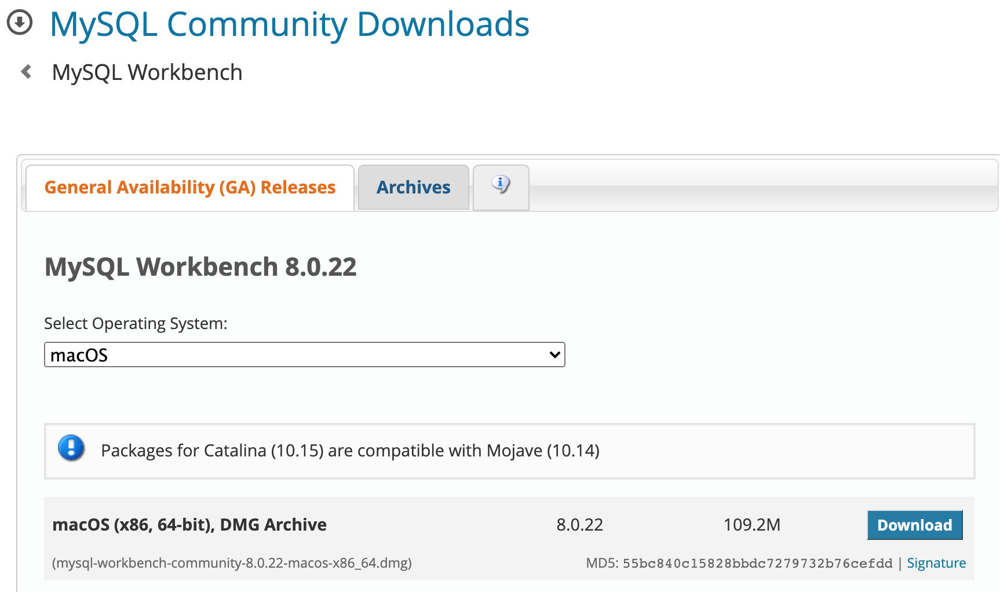 MySQL Community Downloads
MySQL Workbench
General Availability (GA) Releases Archives
MySQL Workbench 8.0.22
Select Operating System:
macOS
Packages for Catalina (10.15) are compatible with Mojave (10.14)
macOS (x86, 64-bit), DMG Archive 8.0.22 109.2M Download
(mysql-workbench-community-8.0.22-macos-x86_64.dmg) MD5: 55bc840c15828bbdc7279732b76cefdd | Signature